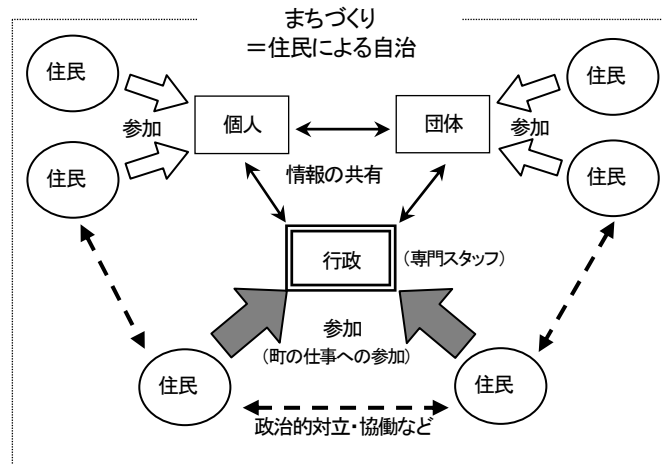 まちづくり
＝住民による自治
住民
住民
参加
個人
団体
参加
住民
住民
情報の共有
行政
(専門スタッフ)
参加
(町の仕事への参加)
住民
住民
政治的対立・協働など